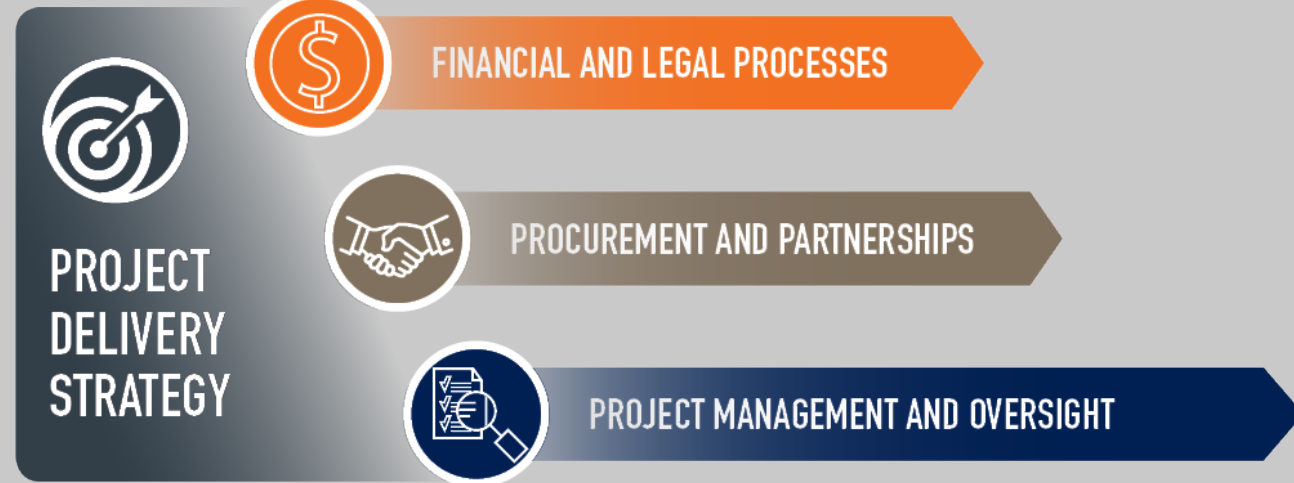 FINANCIAL AND LEGAL PROCESSES
PROCUREMENT AND PARTNERSHIPS
PROJECT
DELIVERY
STRATEGY
PROJECT MANAGEMENT AND OVERSIGHT